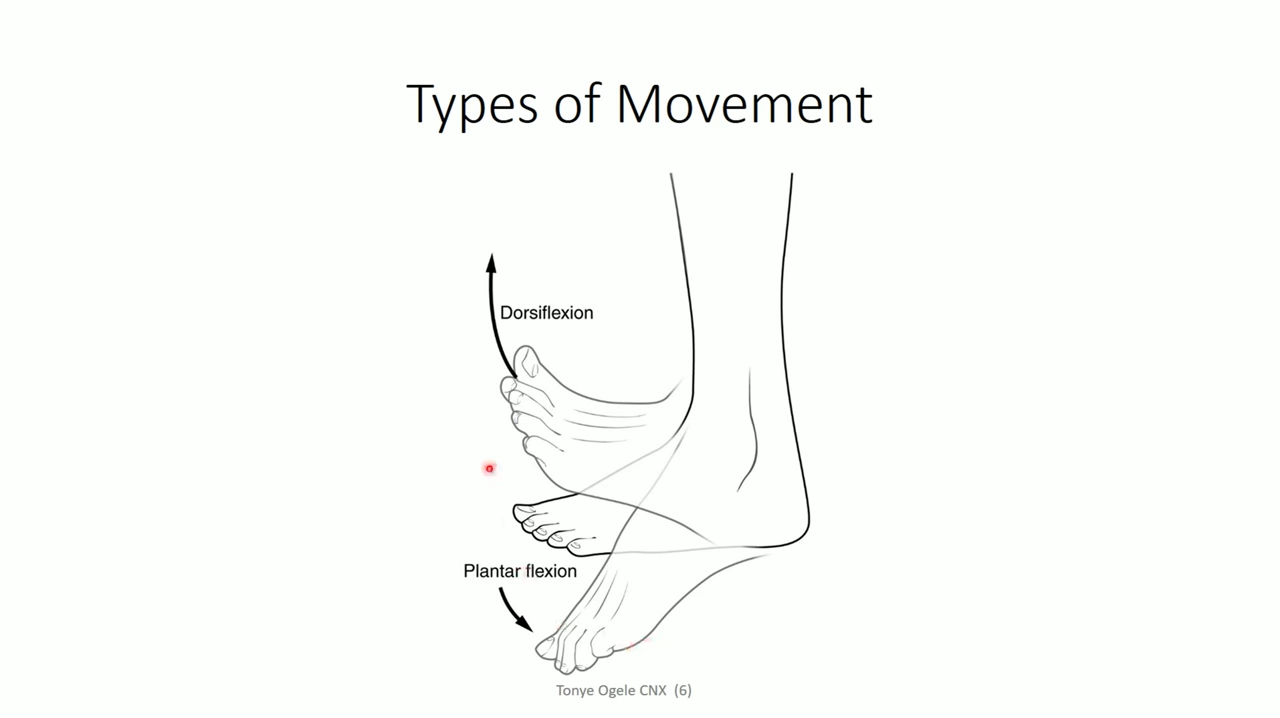 Types of Movement
Dorsiflexion
Plantar flexion
Tonye Ogele CNX (6)